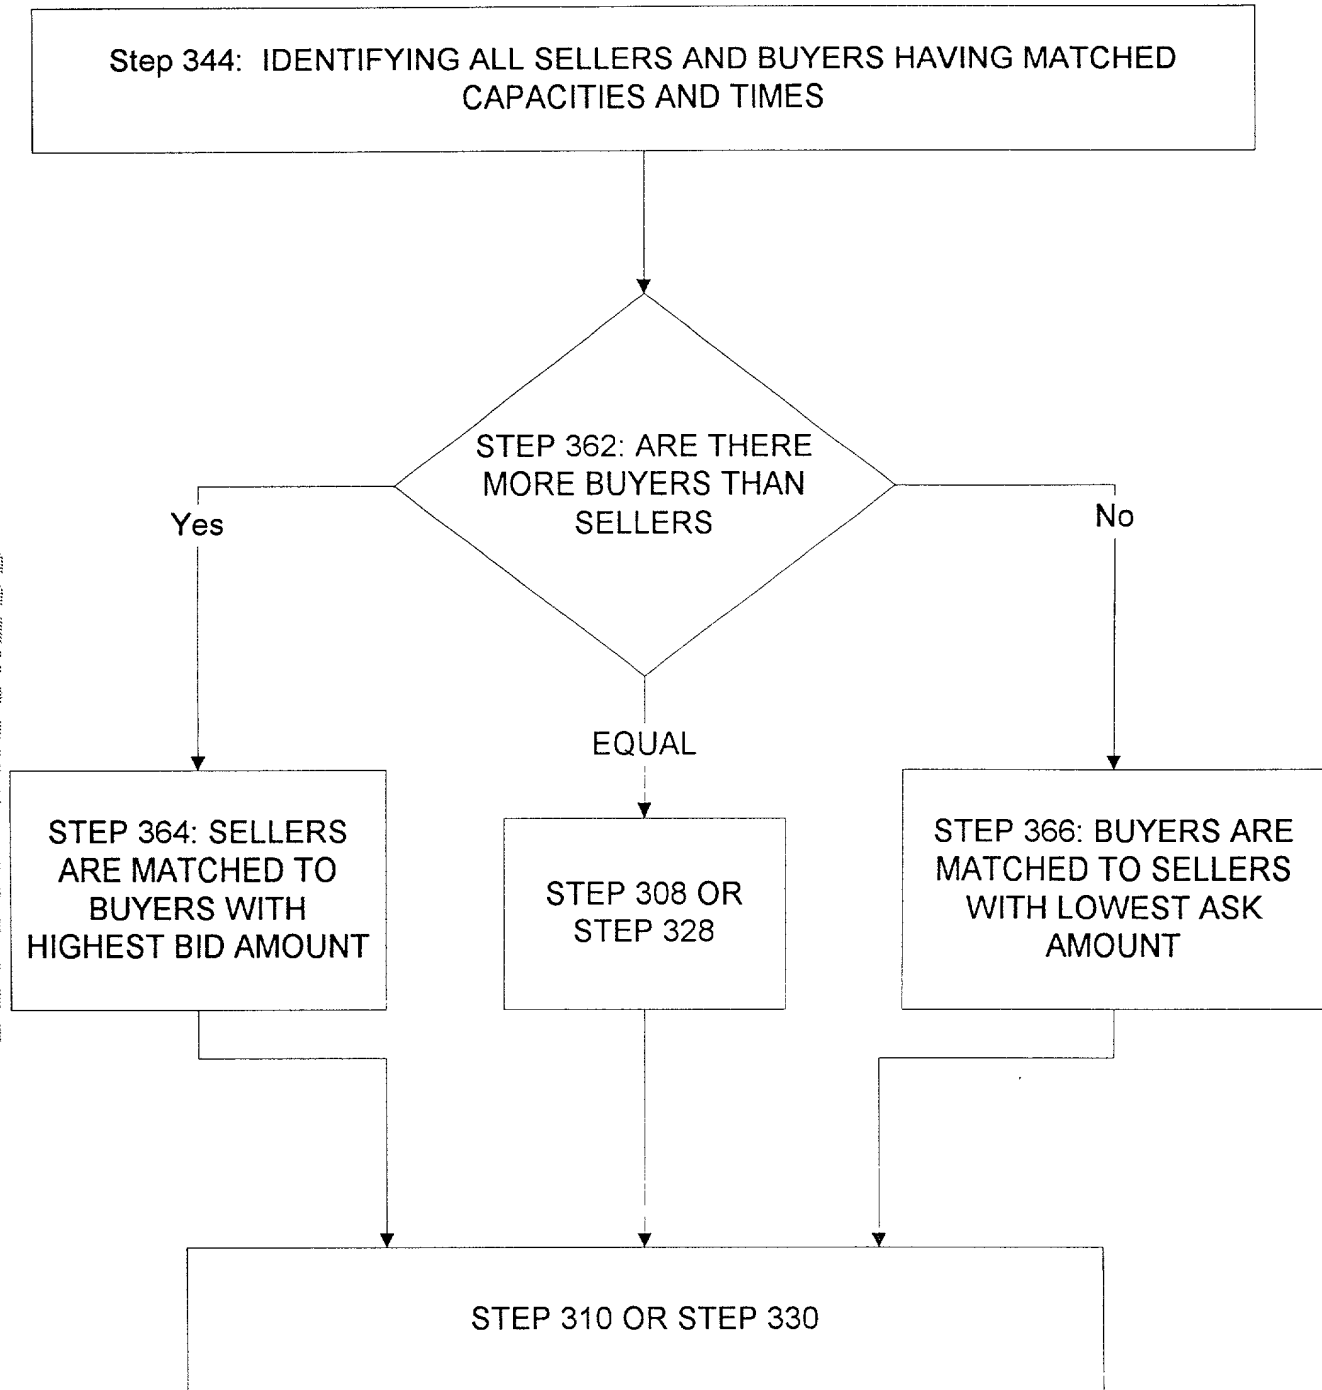 Step 344: IDENTIFYING ALL SELLERS AND BUYERS HAVING MATCHED
CAPACITIES AND TIMES
STEP 362: ARE THERE
MORE BUYERS THAN
SELLERS
Yes
No
EQUAL
STEP 364: SELLERS
ARE MATCHED TO
BUYERS WITH
HIGHEST BID AMOUNT
STEP 308 OR
STEP 328
STEP 366: BUYERS ARE
MATCHED TO SELLERS
WITH LOWEST ASK
AMOUNT
STEP 310 OR STEP 330